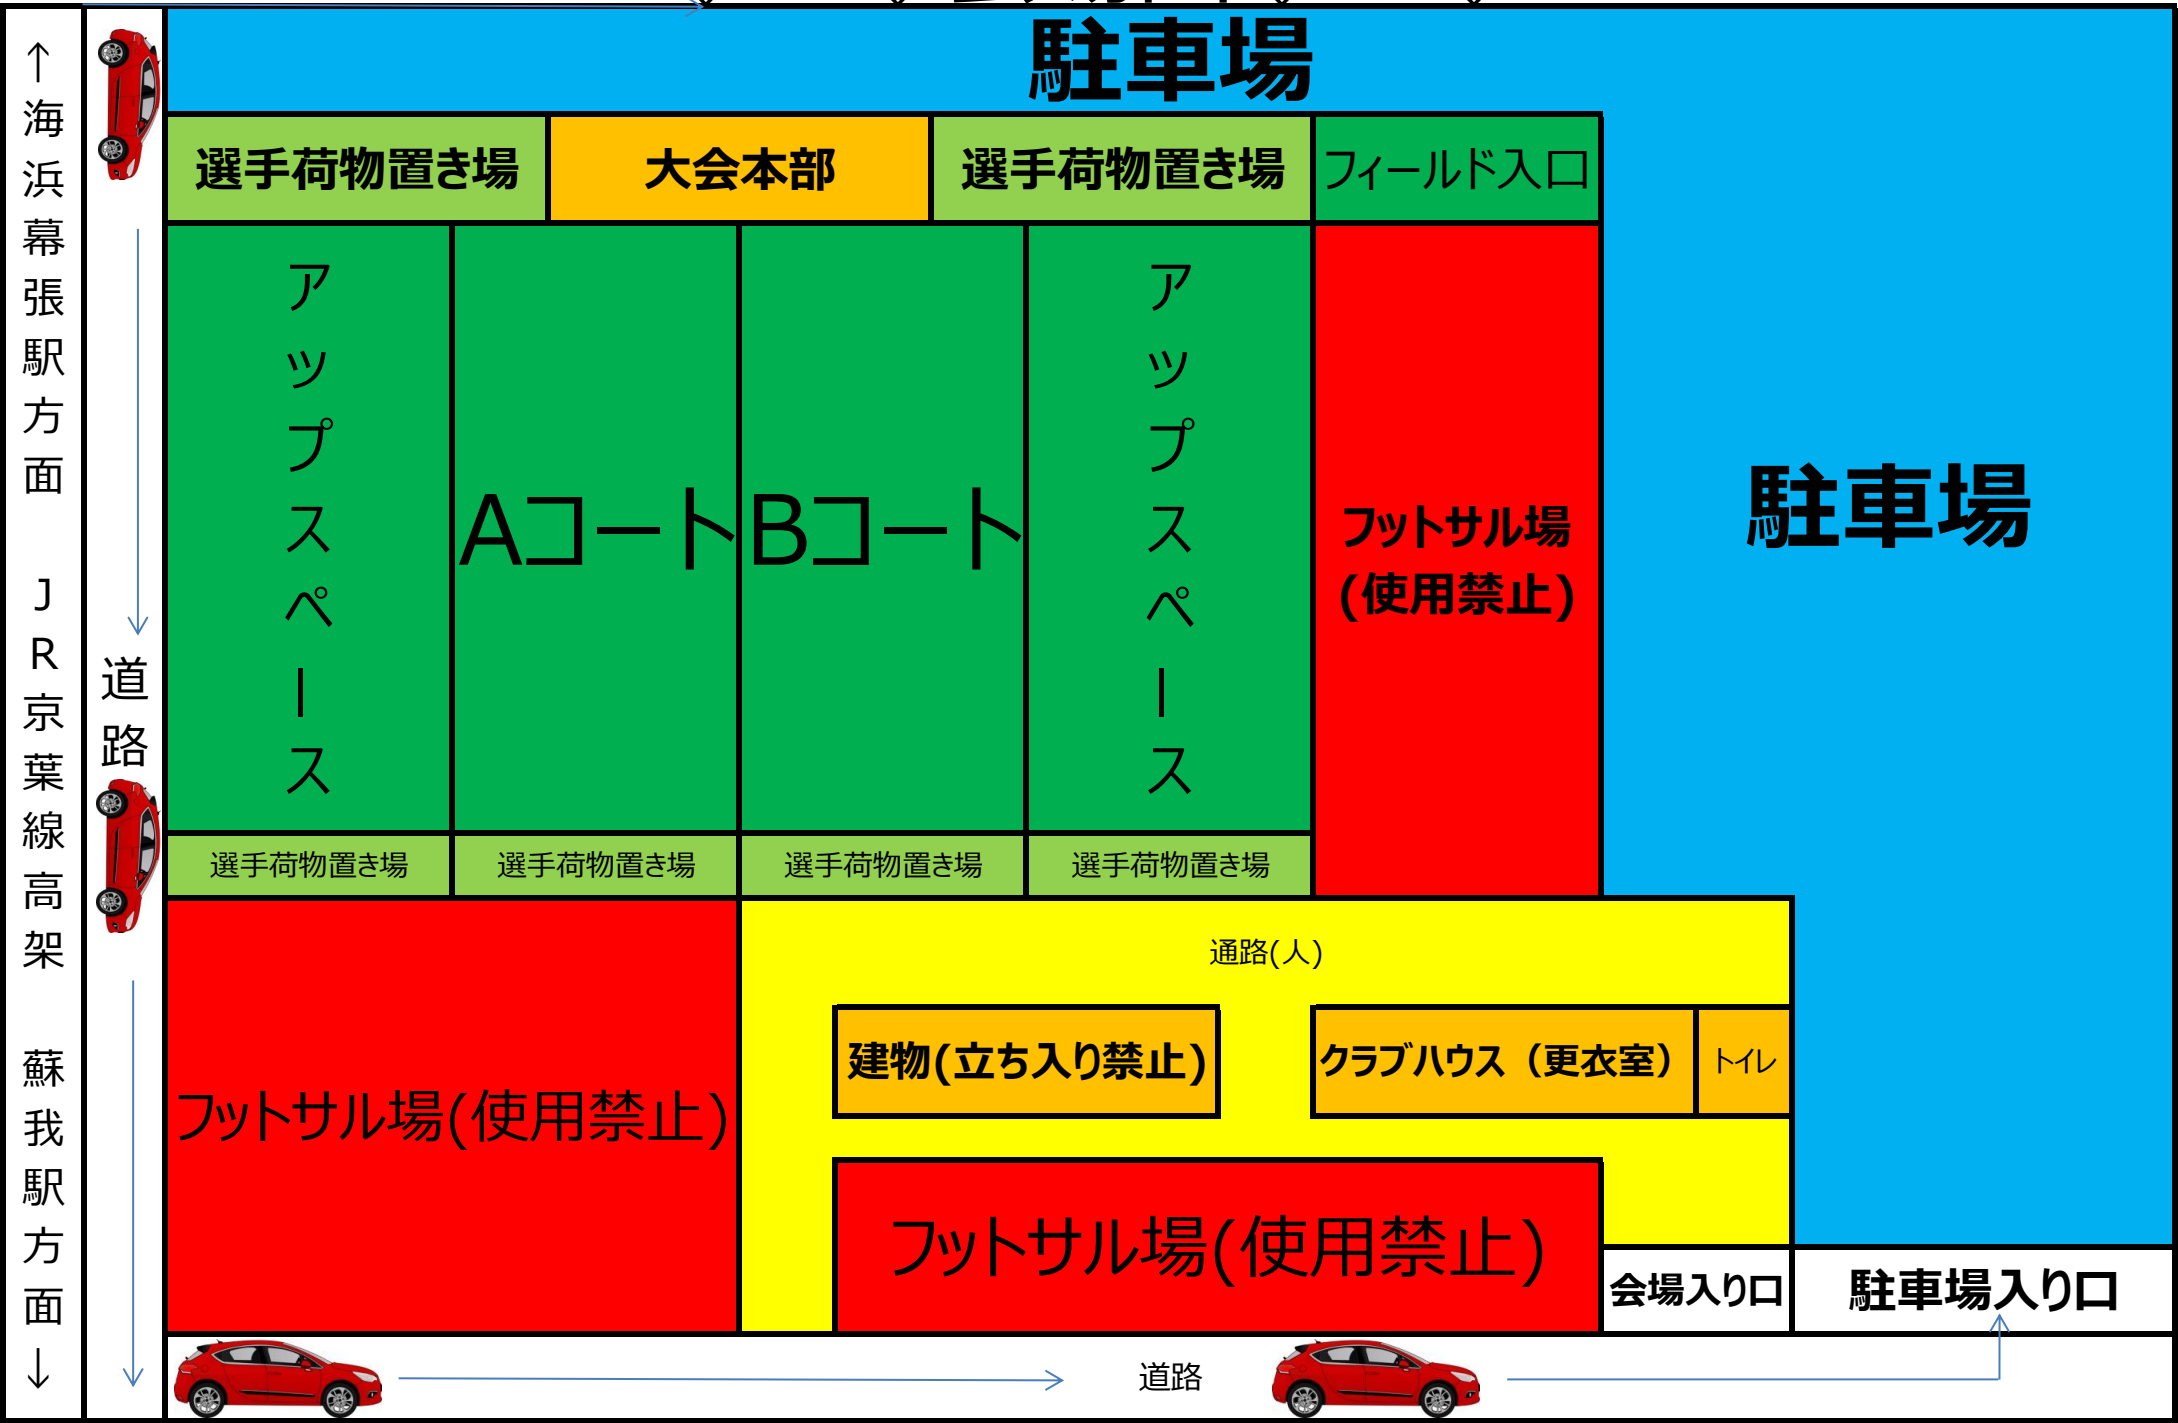 駐車場
↑海浜幕張駅方面 JR京葉線高架 蘇我駅方面↓
道路
選手荷物置き場
大会本部
選手荷物置き場
フィールド入口
アップスペース
Aコート
Bコート
アップスペース
フットサル場
(使用禁止)
駐車場
選手荷物置き場
選手荷物置き場
選手荷物置き場
選手荷物置き場
通路(人)
建物(立ち入り禁止)
クラブハウス（更衣室）
トイレ
フットサル場(使用禁止)
フットサル場(使用禁止)
会場入り口
駐車場入り口
道路